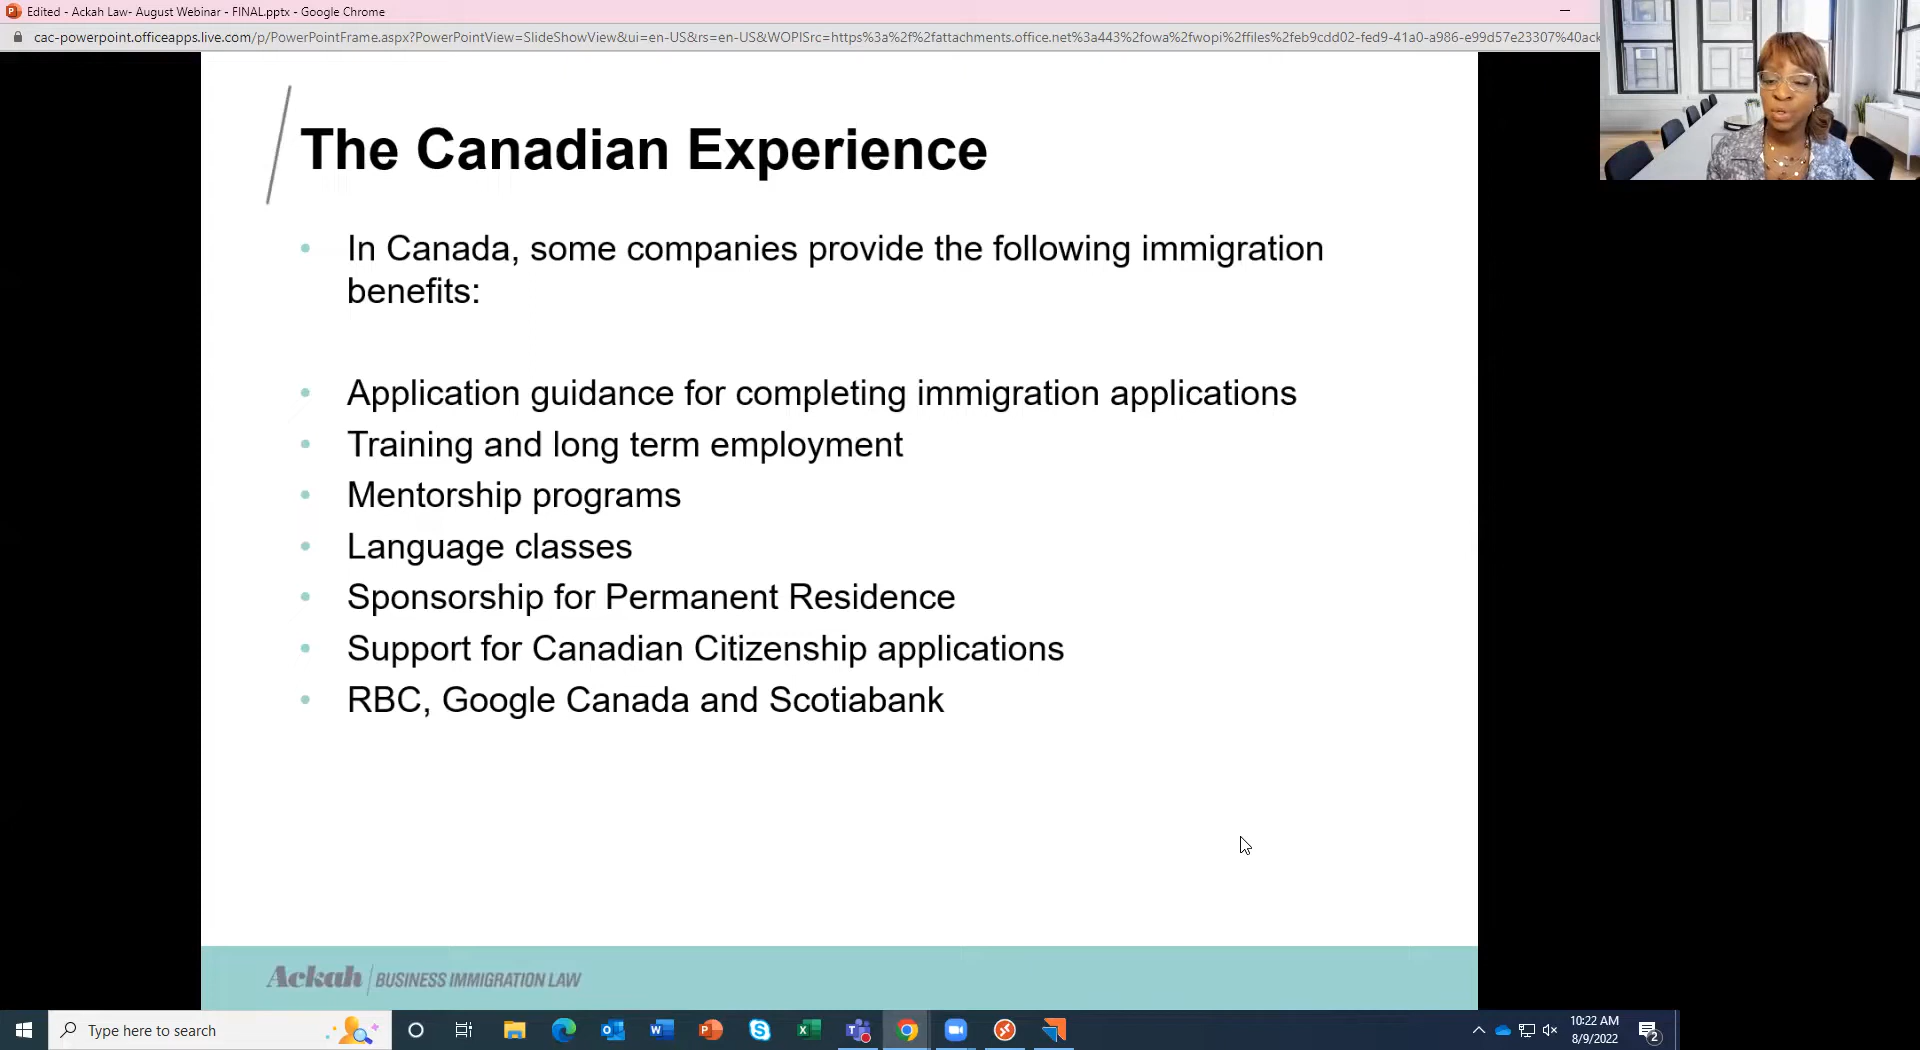 Edited - Ackah Law- August Webinar - FINAL.pptx - Google Chrome
cac-powerpoint.officeapps.live.com/p/PowerPointFrame.aspx?PowerPointView=SlideShowView&ui=en-US&rs=en-US&WOPISrc=https%3a%2f%2fattachments.office.net%3a443%2fowa%2fwopi%2ffiles%2feb9cdd02-fed9-41a0-a986-e99d57e23307%40ack
The Canadian Experience
• In Canada, some companies provide the following immigration
benefits:
• Application guidance for completing immigration applications
• Training and long term employment
• Mentorship programs
• Language classes
• Sponsorship for Permanent Residence
• Support for Canadian Citizenship applications
• RBC, Google Canada and Scotiabank
Ackah BUSINESS IMMIGRATION LAW
Type here to search
10:22 AM
8/9/2022
2